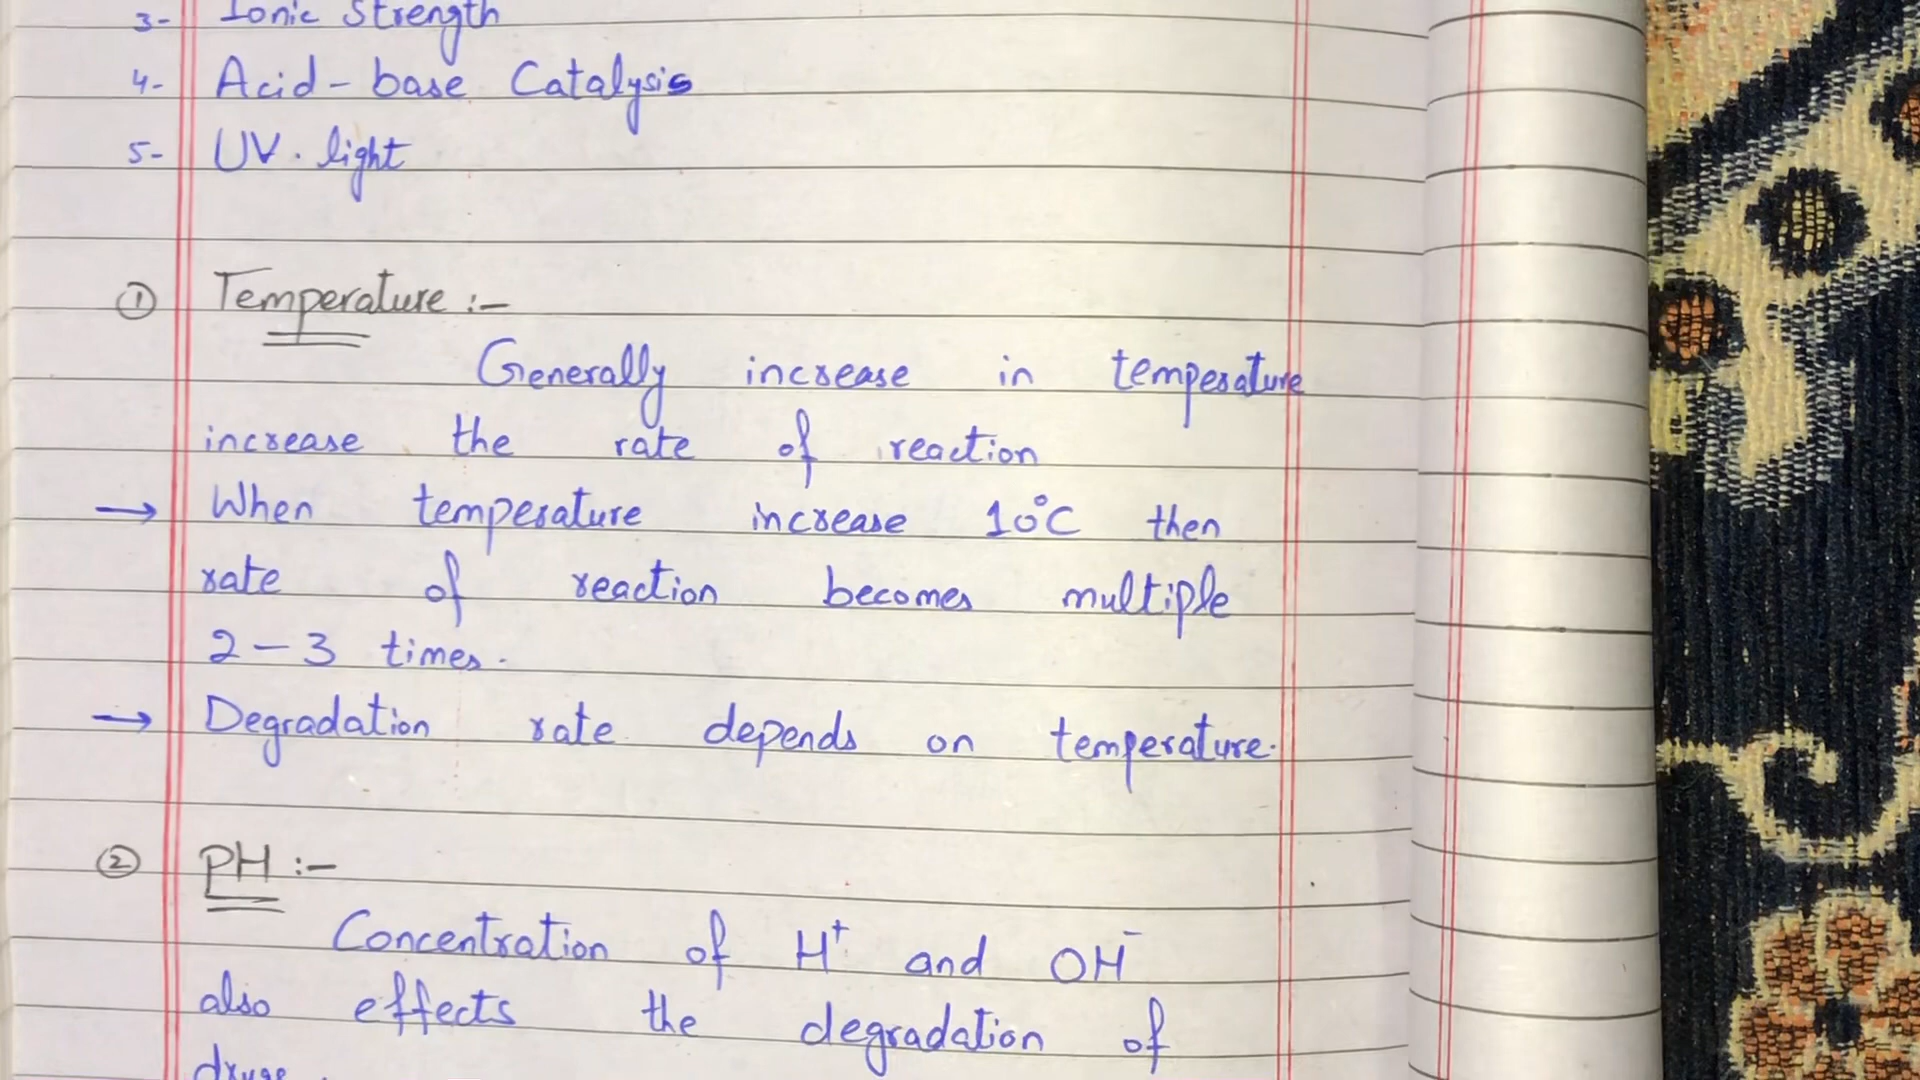 3- Ionic Strength
4- Acid-base Catalysis
5- UV. light
① Temperature :-
Generally increase in temperature
increase the rate of reaction
→ When temperature increase 10°C then
rate of reaction becomes multiple
2-3 times.
→ Degradation rate depends on temperature.
② PH :-
Concentration of H⁺ and OH⁻
also effects the degradation of
drugs.